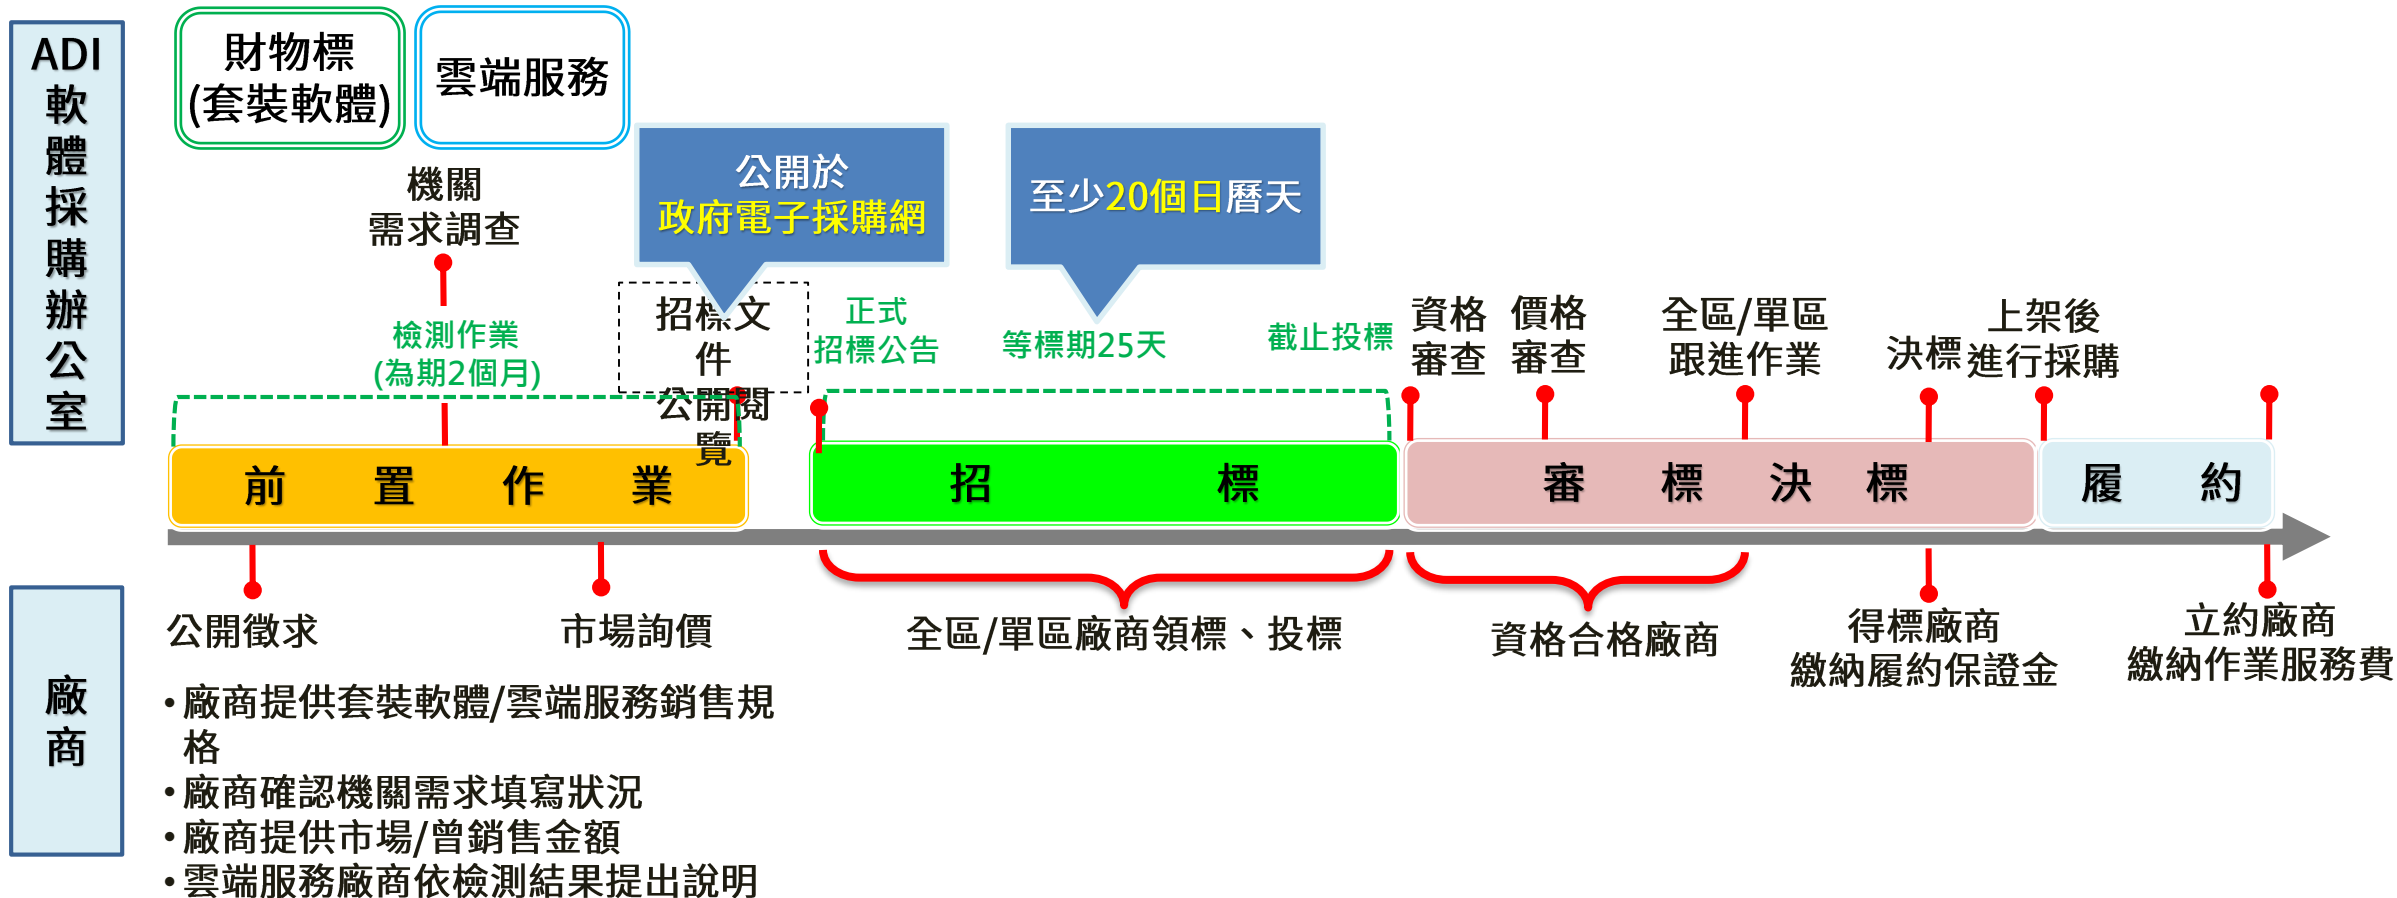 ADI
軟
體
採
購
辦
公
室
財物標
(套裝軟體)
雲端服務
機關
需求調查
公開於
政府電子採購網
至少20個日曆天
檢測作業
(為期2個月)
招標文
件
公開閱
覽
正式
招標公告
等標期25天
截止投標
資格
審查
價格
審查
全區/單區
跟進作業
決標
上架後
進行採購
前 置 作 業
招 標
審 標 決 標
履 約
廠
商
公開徵求
市場詢價
全區/單區廠商領標、投標
資格合格廠商
得標廠商
繳納履約保證金
立約廠商
繳納作業服務費
•廠商提供套裝軟體/雲端服務銷售規
格
•廠商確認機關需求填寫狀況
•廠商提供市場/曾銷售金額
•雲端服務廠商依檢測結果提出說明